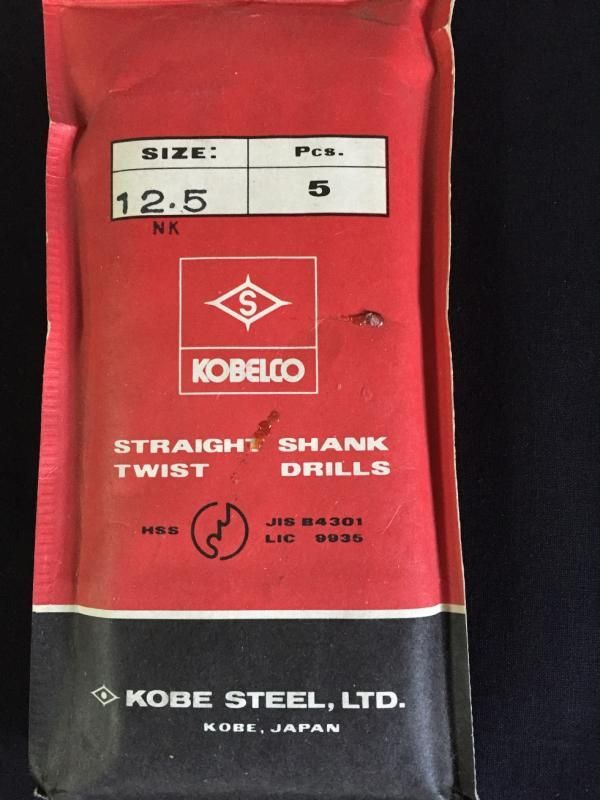 SIZE: Pcs.
12.5 5
NK
S
KOBELCO
STRAIGHT SHANK
TWIST DRILLS
HSS JIS B4301
LIC 9935
KOBE STEEL, LTD.
KOBE, JAPAN